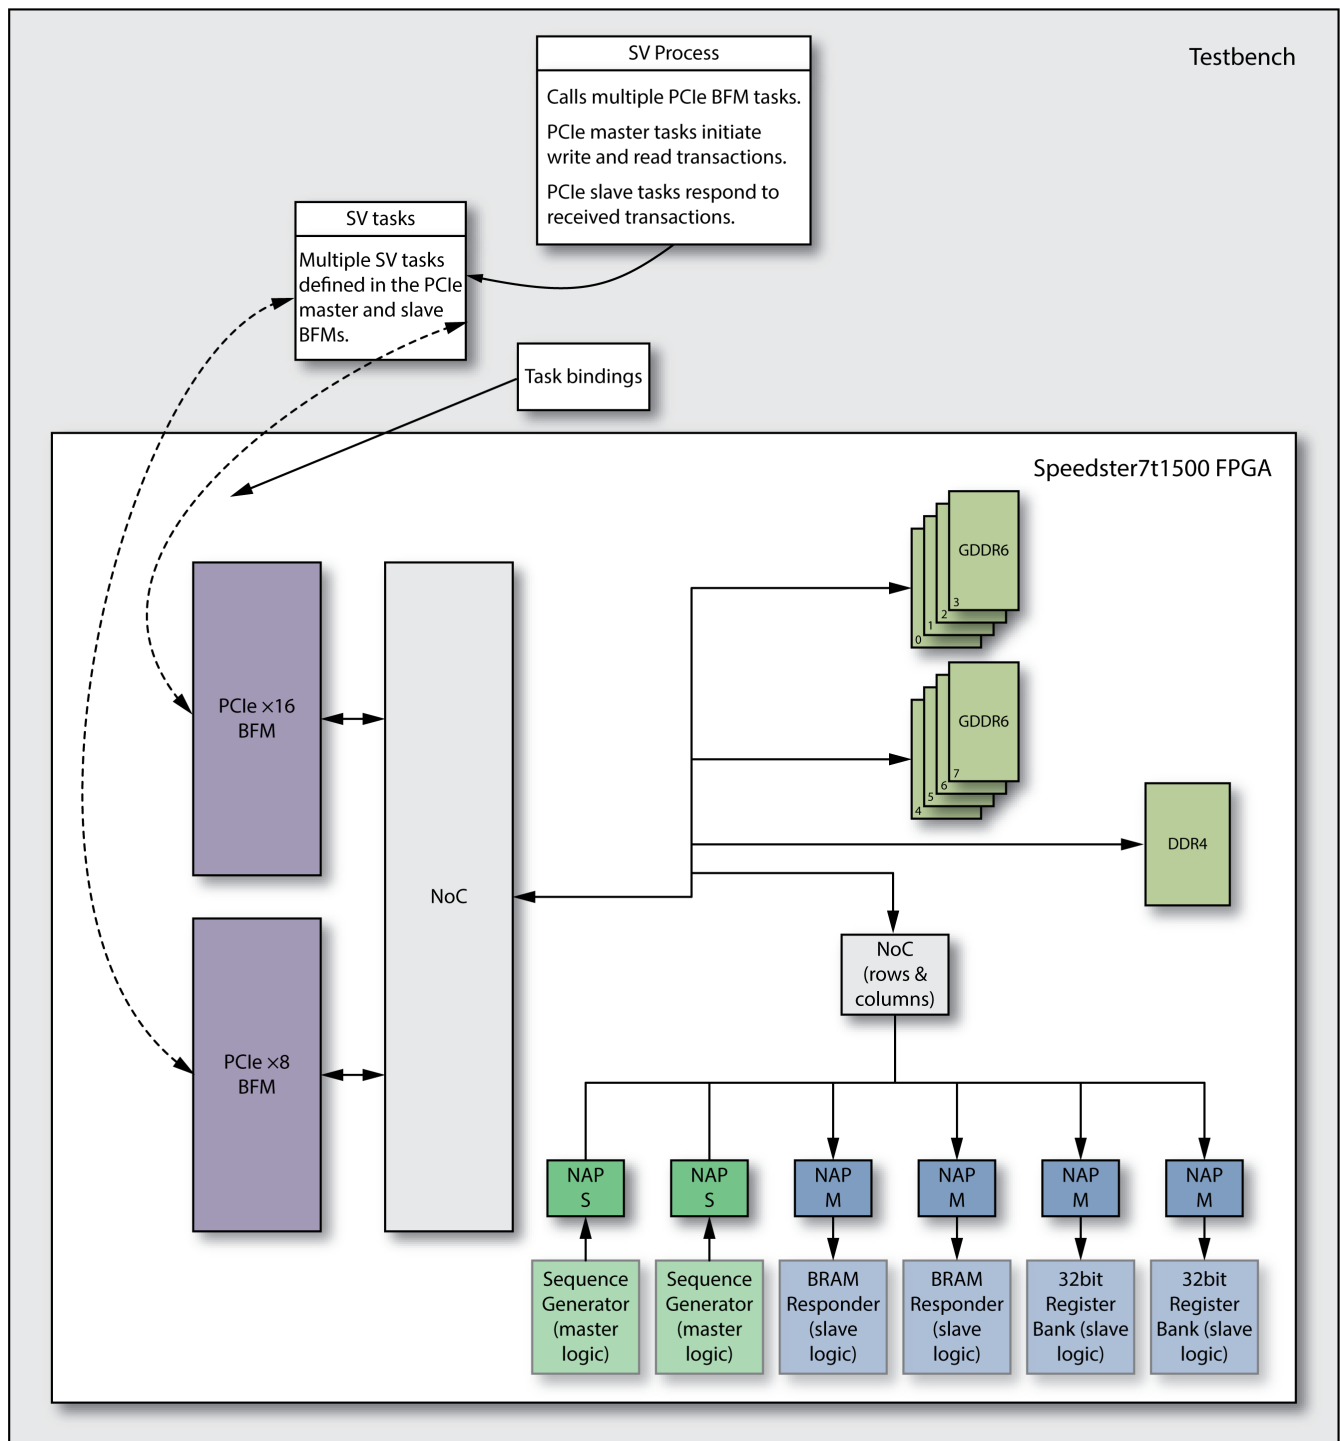 Testbench
SV Process
Calls multiple PCIe BFM tasks.
PCIe master tasks initiate
write and read transactions.
PCIe slave tasks respond to
received transactions.
SV tasks
Multiple SV tasks
defined in the PCIe
master and slave
BFMs.
Task bindings
Speedster7t1500 FPGA
GDDR6
3
2
1
0
GDDR6
7
6
5
4
DDR4
PCIe ×16
BFM
NoC
PCIe ×8
BFM
NoC
(rows &
columns)
NAP
S
NAP
S
NAP
M
NAP
M
NAP
M
NAP
M
Sequence
Generator
(master
logic)
Sequence
Generator
(master
logic)
BRAM
Responder
(slave
logic)
BRAM
Responder
(slave
logic)
32bit
Register
Bank (slave
logic)
32bit
Register
Bank (slave
logic)